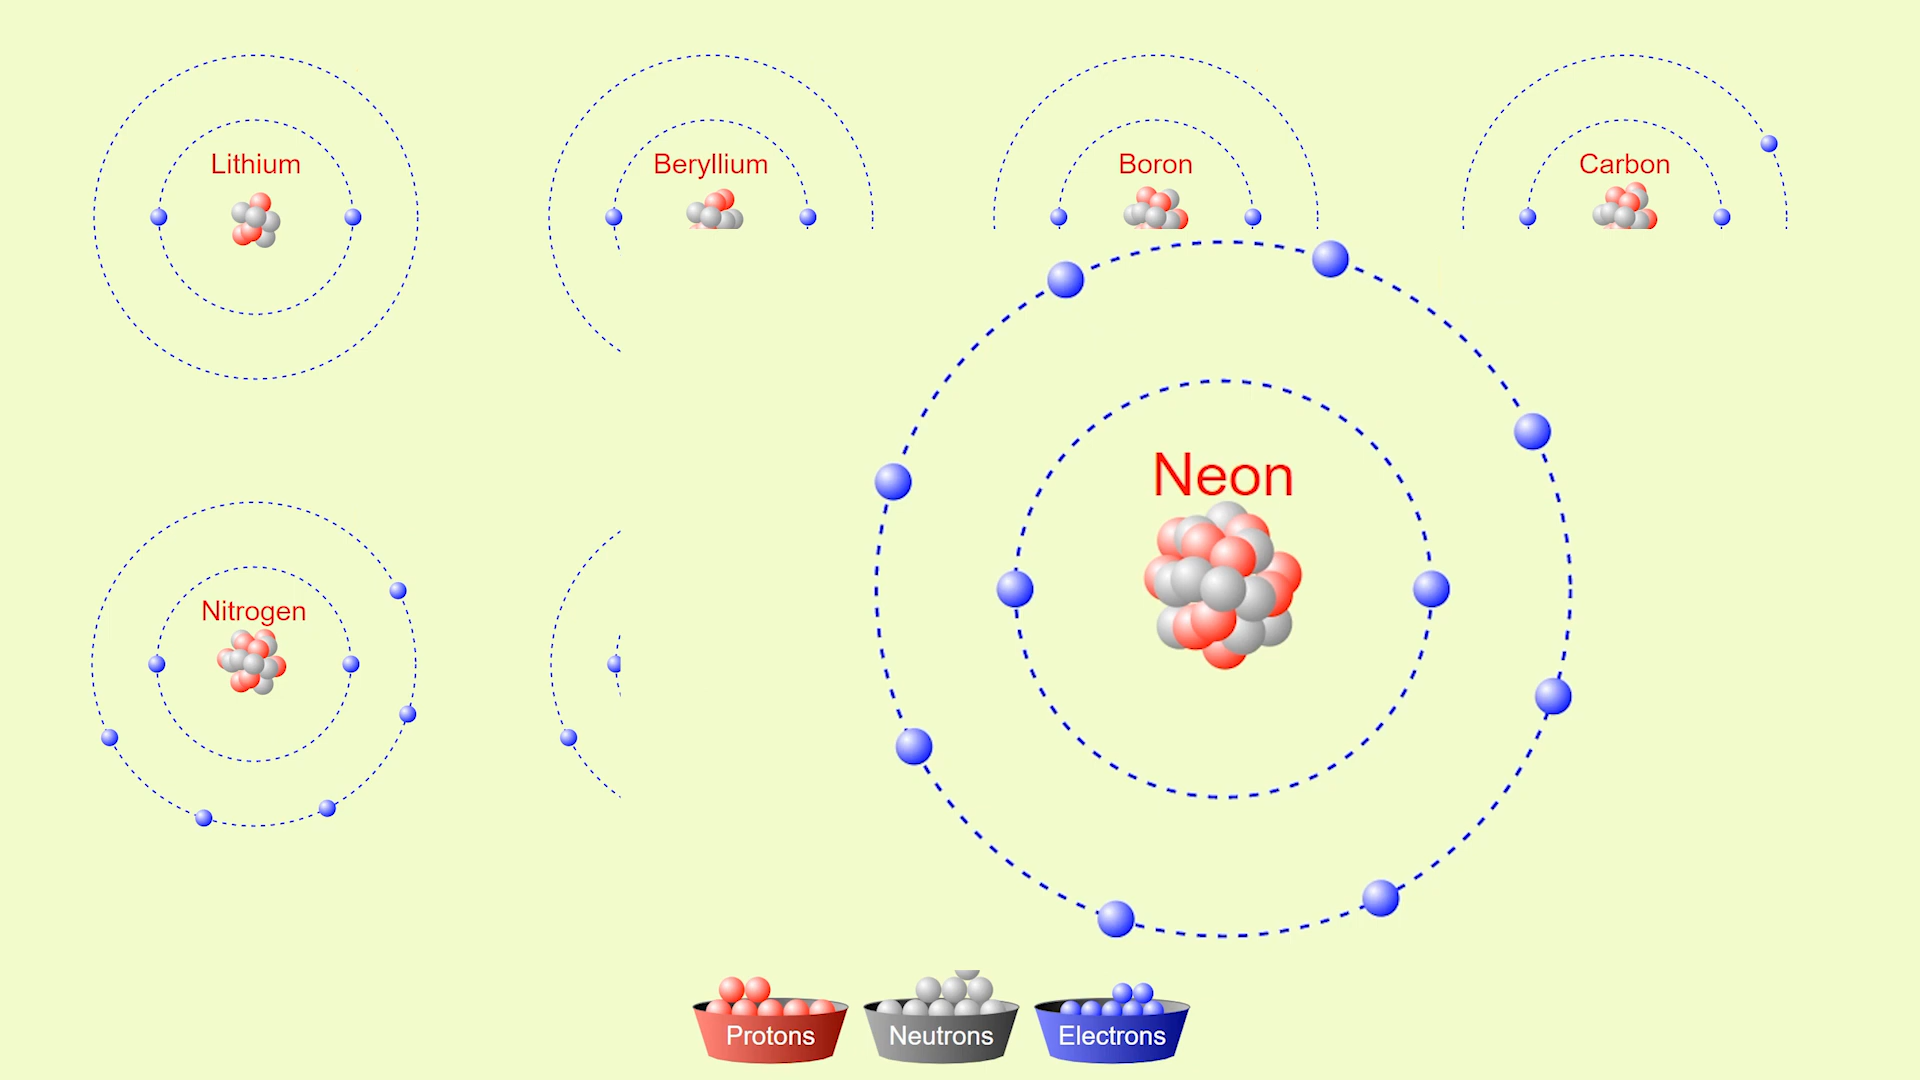 Lithium
Beryllium
Boron
Carbon
Neon
Nitrogen
Protons
Neutrons
Electrons